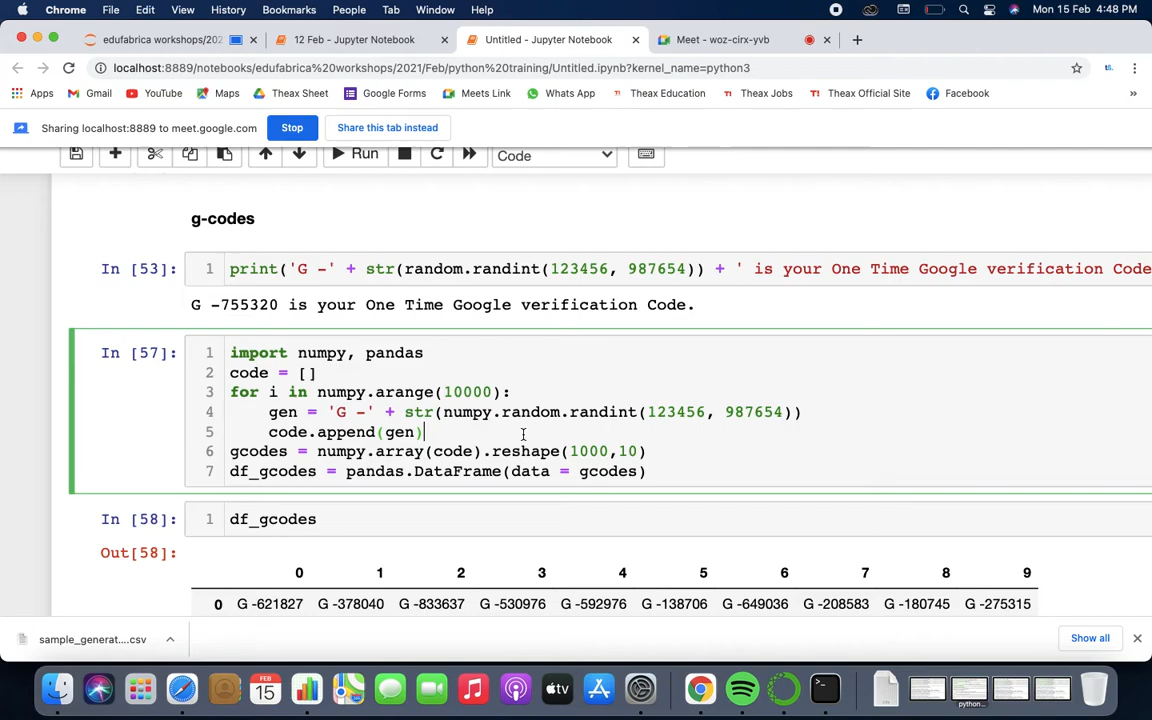 Chrome File Edit View History Bookmarks People Tab Window Help Mon 15 Feb 4:48 PM
edufabrica workshops/202 12 Feb - Jupyter Notebook Untitled - Jupyter Notebook Meet - woz-cirx-yvb
localhost:8889/notebooks/edufabrica%20workshops/2021/Feb/python%20training/Untitled.ipynb?kernel_name=python3
Apps Gmail YouTube Maps Theax Sheet Google Forms Meets Link Whats App Theax Education Theax Jobs Theax Official Site Facebook
Sharing localhost:8889 to meet.google.com Stop Share this tab instead
Run Code
g-codes
In [53]: 1 print('G -' + str(random.randint(123456, 987654)) + ' is your One Time Google verification Code
G -755320 is your One Time Google verification Code.
In [57]: 1 import numpy, pandas
2 code = []
3 for i in numpy.arange(10000):
4 gen = 'G -' + str(numpy.random.randint(123456, 987654))
5 code.append(gen)
6 gcodes = numpy.array(code).reshape(1000,10)
7 df_gcodes = pandas.DataFrame(data = gcodes)
In [58]: 1 df_gcodes
Out[58]:
0 1 2 3 4 5 6 7 8 9
0 G -621827 G -378040 G -833637 G -530976 G -592976 G -138706 G -649036 G -208583 G -180745 G -275315
sample_generat....csv Show all
FEB
15
tv
python...